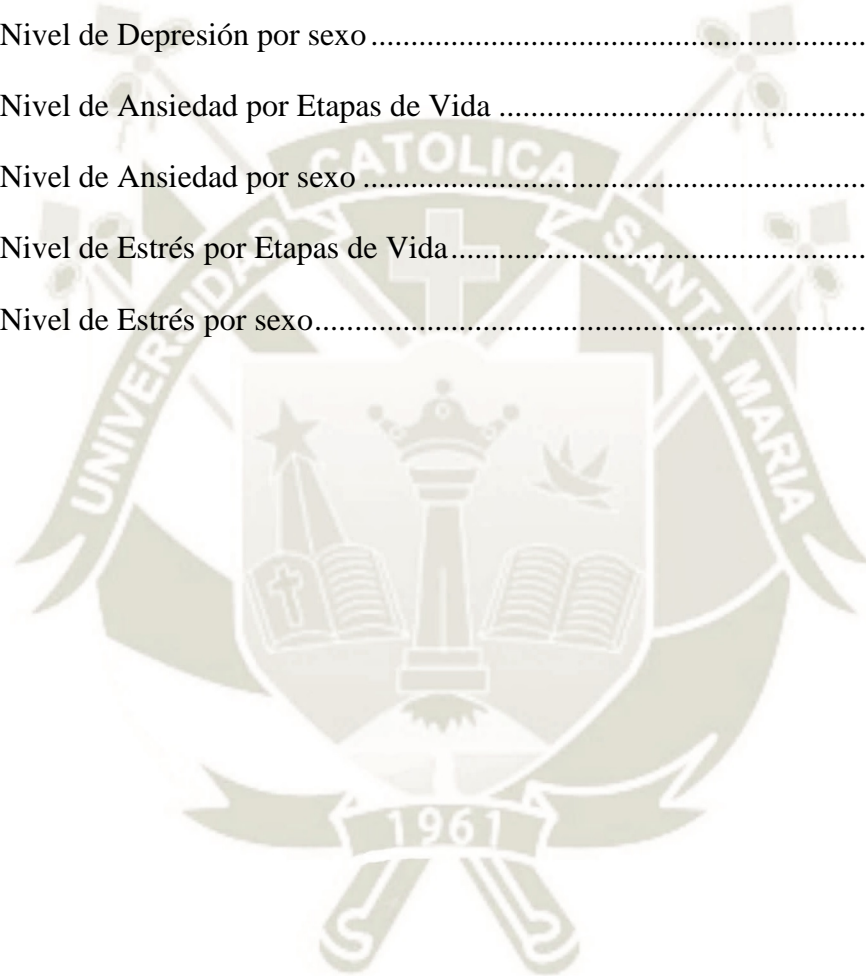 Nivel de Depresión por sexo ............................................................
Nivel de Ansiedad por Etapas de Vida ..............................................
Nivel de Ansiedad por sexo ..............................................................
Nivel de Estrés por Etapas de Vida....................................................
Nivel de Estrés por sexo....................................................................
UNIVERSIDAD CATOLICA SANTA MARIA
1961